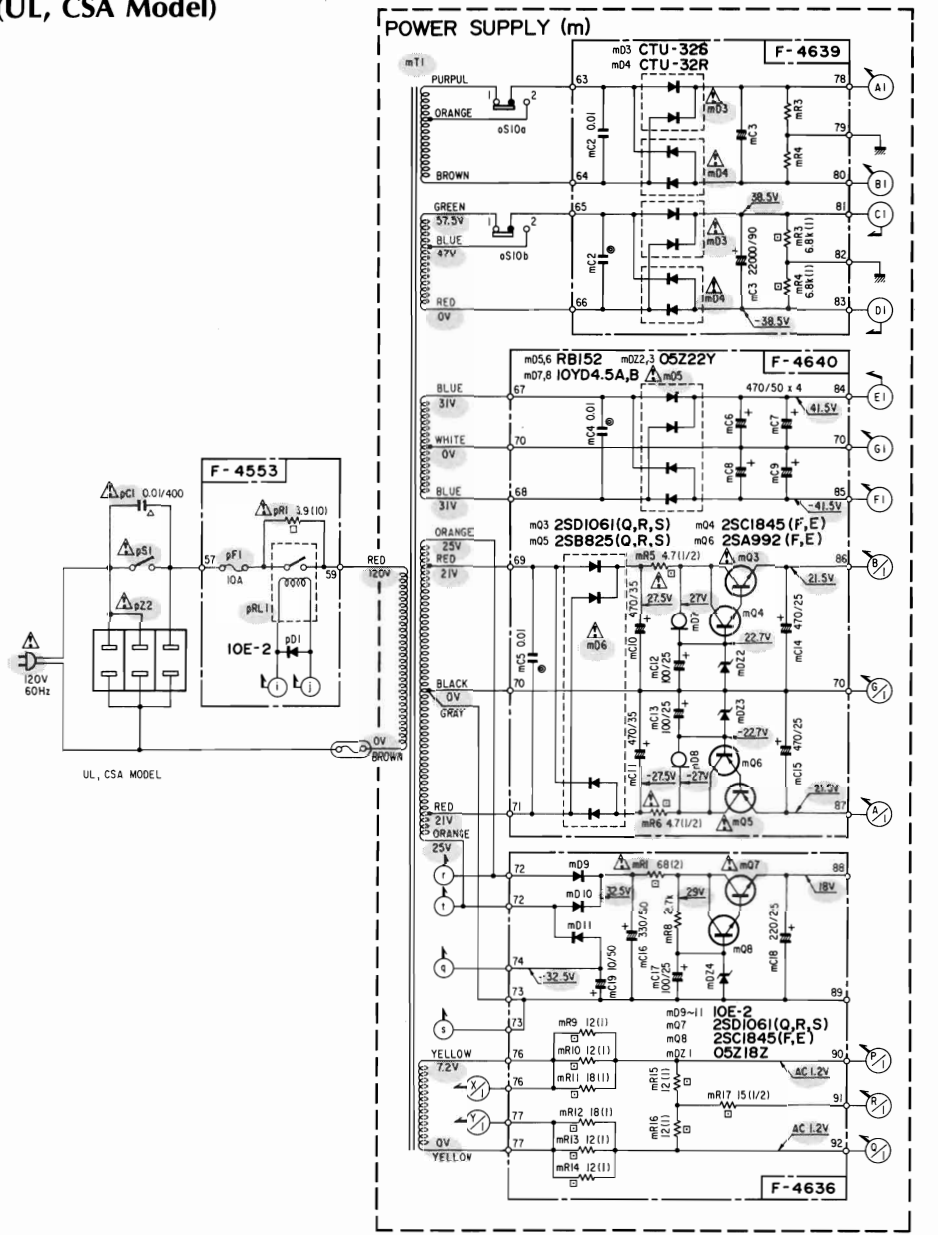 (UL, CSA Model)
POWER SUPPLY (m)
mT1
mD3 CTU-32S
mD4 CTU-32R
F-4639
PURPUL
ORANGE
BROWN
1 2
oS10a
63
64
mC2 0.01
mD3
mD4
mC3
mR3
mR4
78
79
80
A1
B1
GREEN
57.5V
BLUE
47V
RED
0V
1 2
oS10b
65
66
mC2
mD3
mD4
38.5V
-38.5V
mC3 22000/90
mR3
6.8k(1)
mR4
6.8k(1)
81
82
83
C1
D1
mD5,6 RB152 mDZ2,3 05Z22Y
mD7,8 10YD4.5A,B mD5
F-4640
BLUE
31V
WHITE
0V
BLUE
31V
67
70
68
mC4 0.01
470/50 x 4
mC6
mC7
mC8
mC9
41.5V
-41.5V
84
70
85
E1
G1
F1
mQ3 2SD1061(Q,R,S) mQ4 2SC1845(F,E)
mQ5 2SB825(Q,R,S) mQ6 2SA992(F,E)
ORANGE
25V
RED
21V
BLACK
0V
GRAY
RED
21V
ORANGE
25V
69
70
71
mC5 0.01
mD6
mR5 4.7(1/2)
mQ3
27.5V
27V
mD7
mQ4
22.7V
21.5V
470/35
mC10
mC12
100/25
mDZ2
470/25
mC14
mC13
100/25
mDZ3
-22.7V
470/35
mC11
-27.5V
-27V
mD8
mQ6
470/25
mC15
-21.5V
mR6 4.7(1/2)
mQ5
86
70
87
B/1
G/1
A/1
F-4553
pC1 0.01/400
pS1
pZ2
57
pF1
10A
pR1 3.9(10)
pRL1
59
10E-2
pD1
i
j
RED
120V
0V
BROWN
120V
60Hz
UL, CSA MODEL
r
t
q
s
72
72
74
73
73
mD9
mD10
mD11
mR1 68(2)
mQ7
32.5V
29V
18V
-32.5V
mC16 330/50
mR8 2.7k
mC17
100/25
mC19 10/50
mQ8
mDZ4
mC18 220/25
88
89
mD9~11 10E-2
mQ7 2SD1061(Q,R,S)
mQ8 2SC1845(F,E)
mDZ1 05Z18Z
YELLOW
7.2V
0V
YELLOW
76
76
77
77
X/1
Y/1
mR9 12(1)
mR10 12(1)
mR11 18(1)
mR12 18(1)
mR13 12(1)
mR14 12(1)
mR15
12(1)
mR16
12(1)
mR17 15(1/2)
AC 1.2V
AC 1.2V
90
91
92
P/1
R/1
Q/1
F-4636